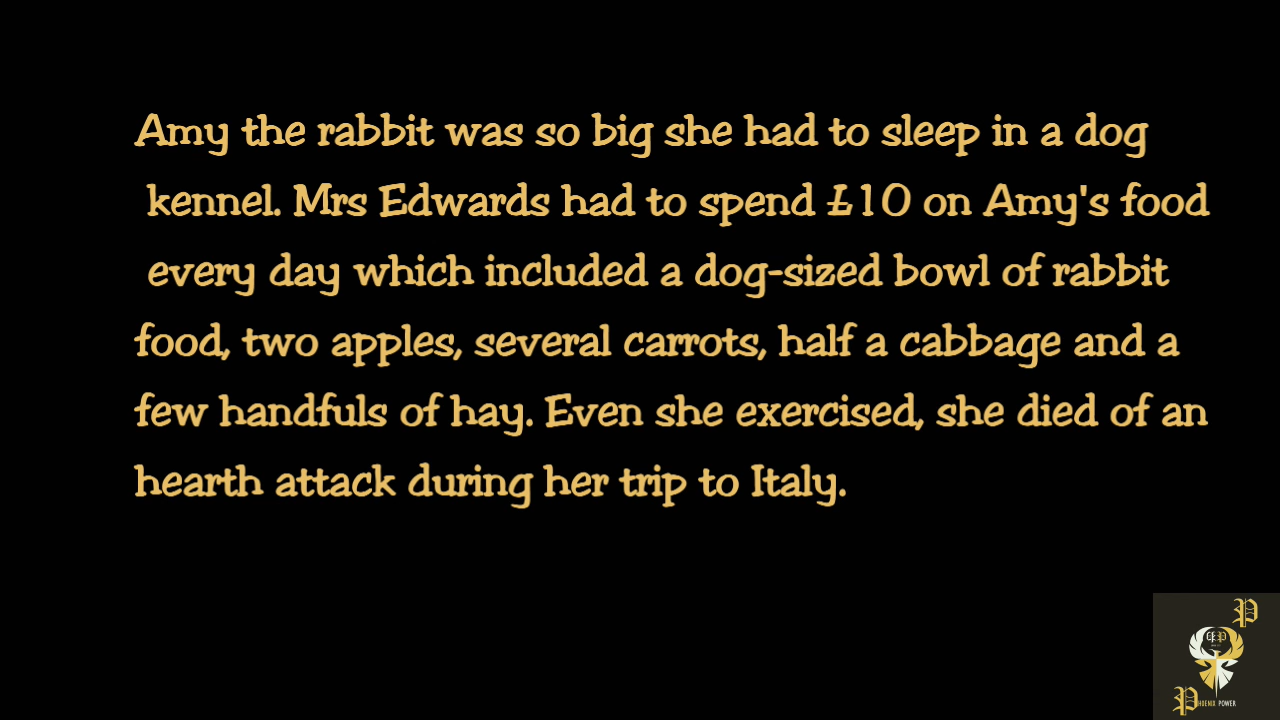 Amy the rabbit was so big she had to sleep in a dog
kennel. Mrs Edwards had to spend £10 on Amy's food
every day which included a dog-sized bowl of rabbit
food, two apples, several carrots, half a cabbage and a
few handfuls of hay. Even she exercised, she died of an
hearth attack during her trip to Italy.
P
PHOENIX POWER